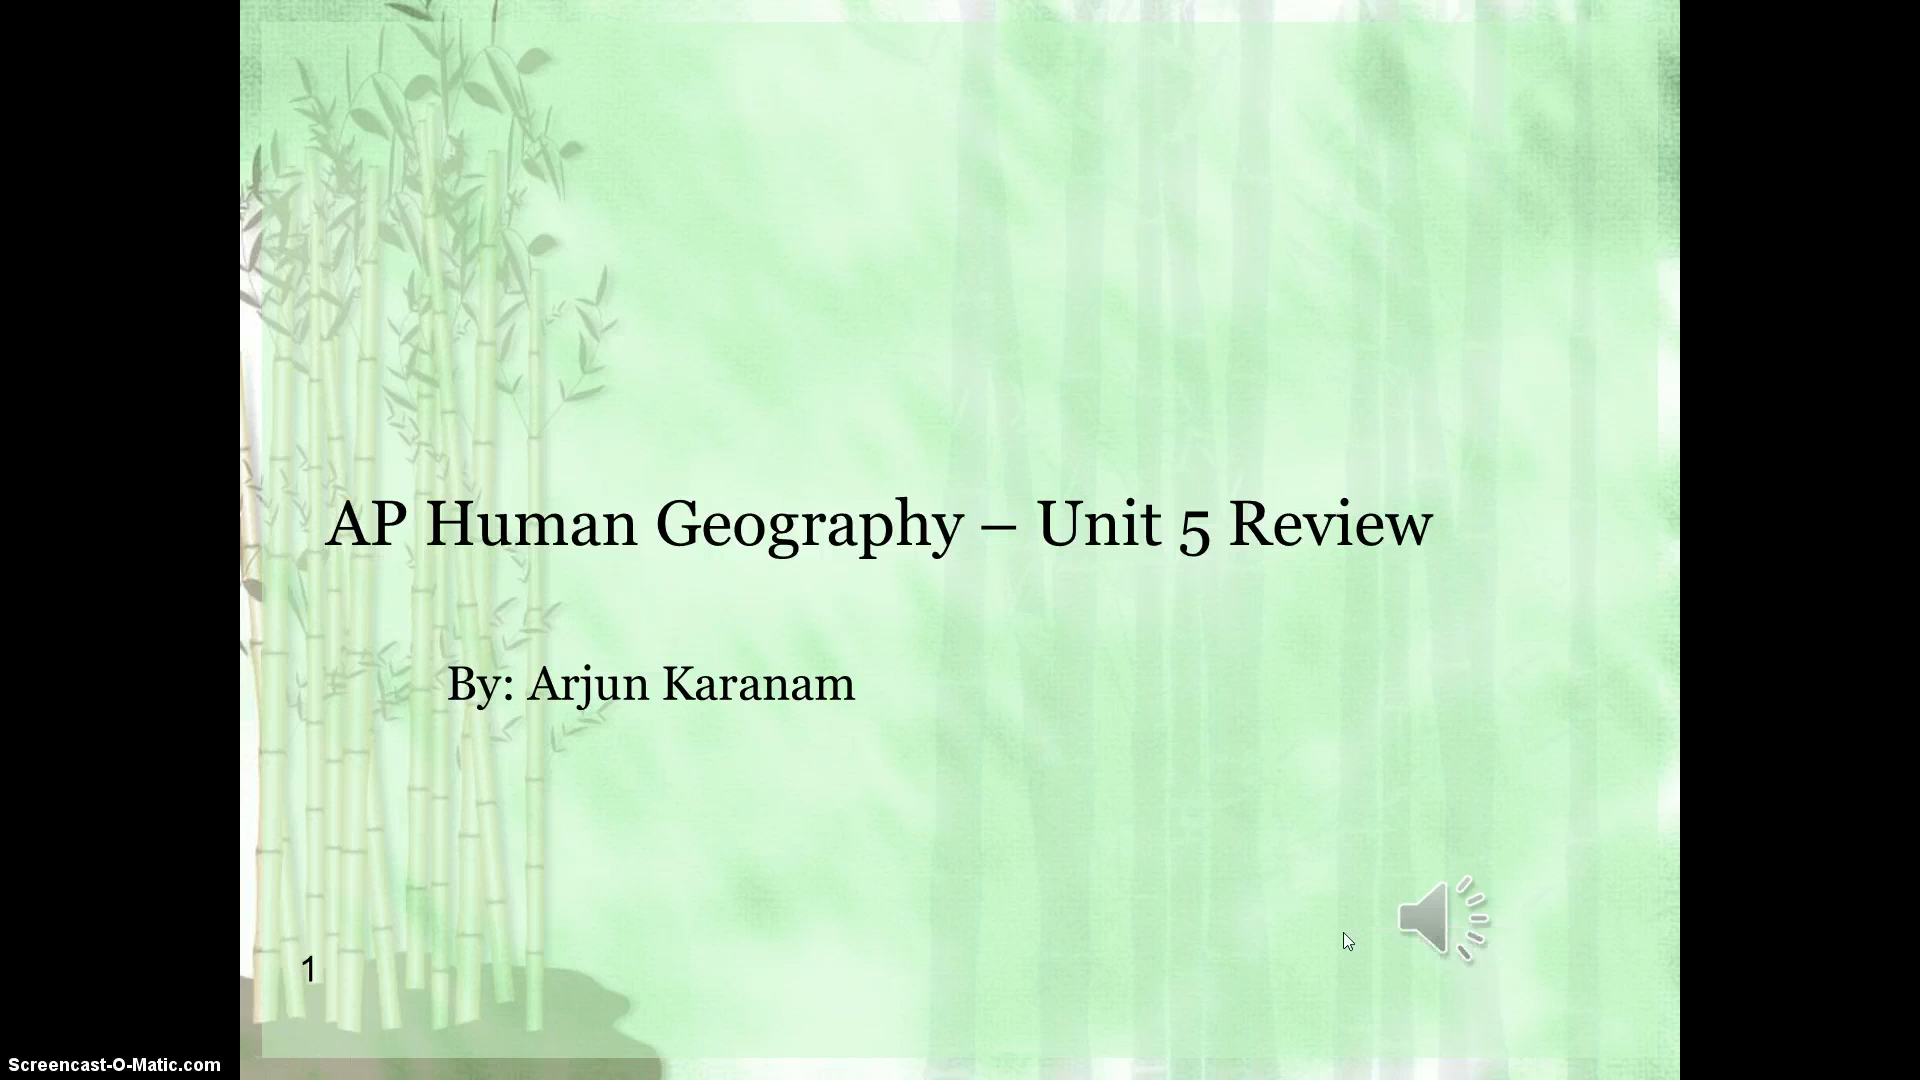 AP Human Geography – Unit 5 Review
By: Arjun Karanam
1
Screencast-O-Matic.com